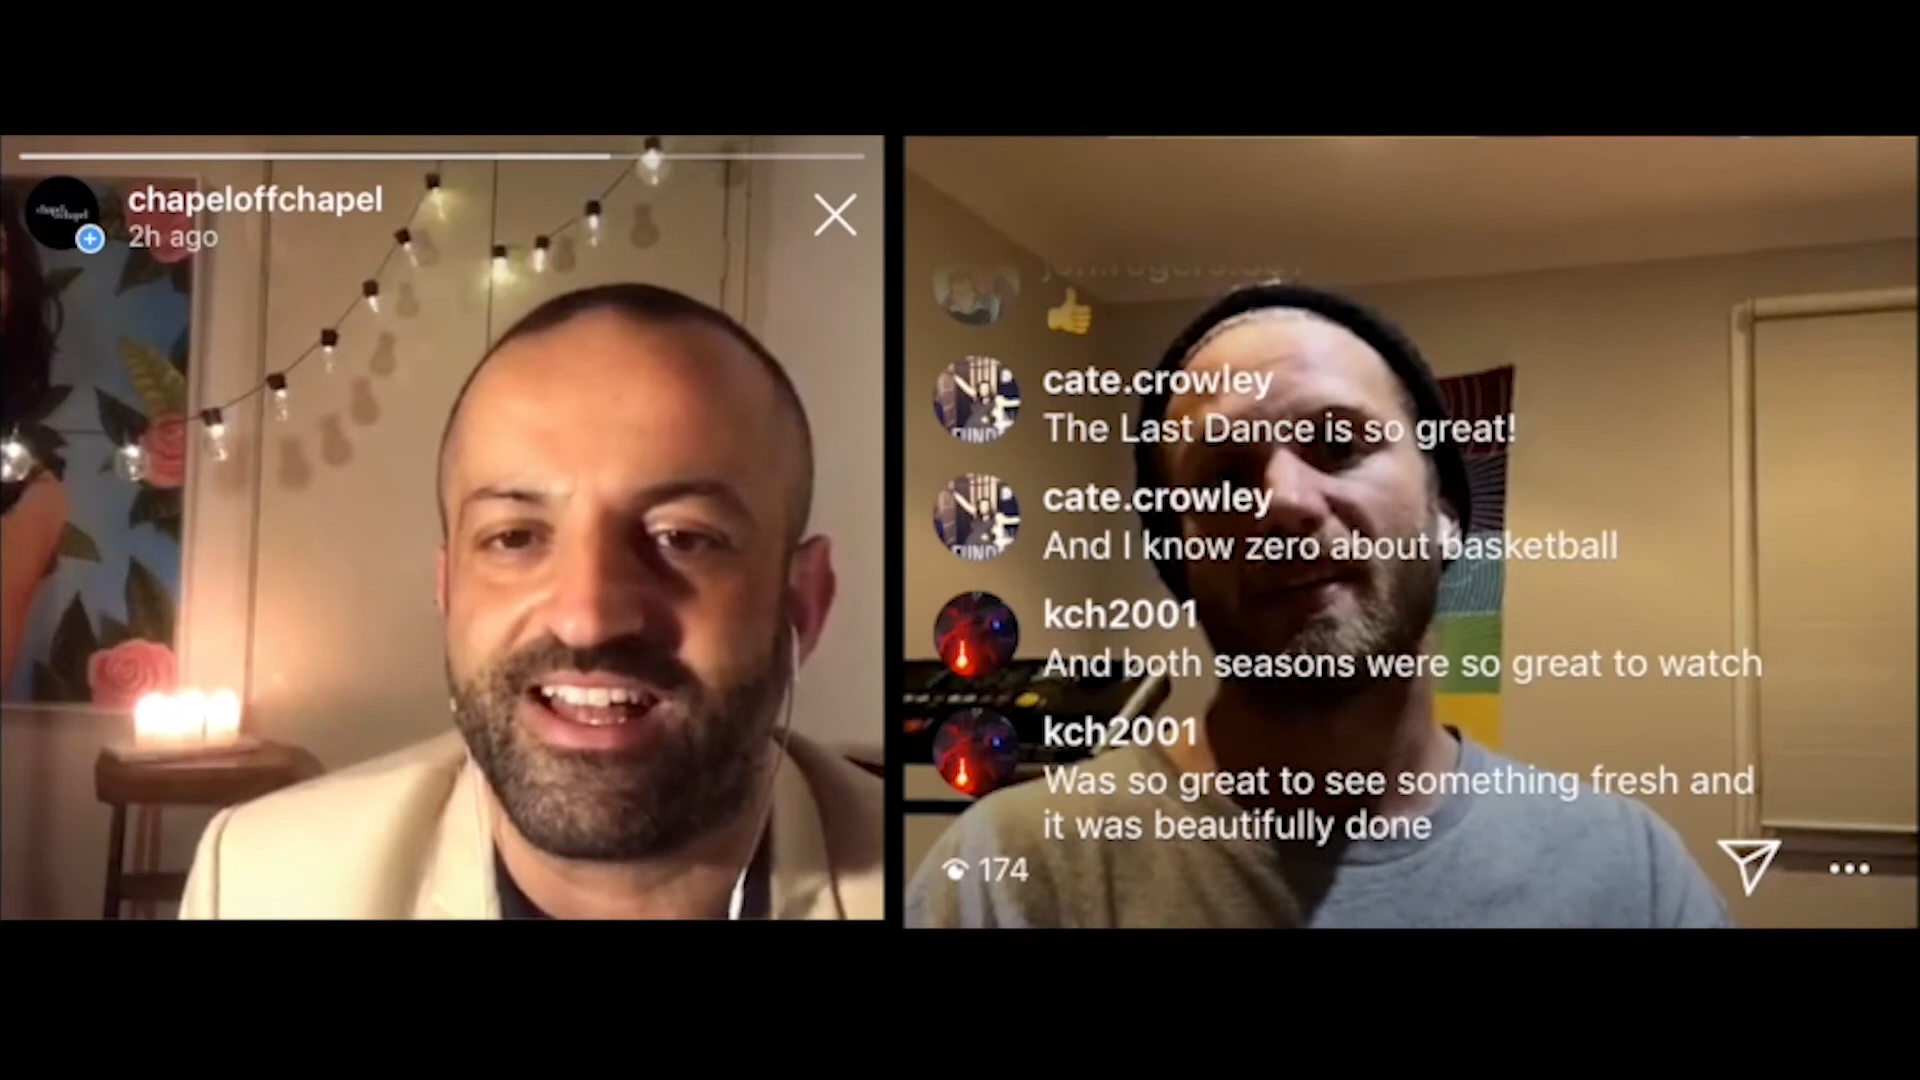 chapeloffchapel
2h ago
cate.crowley
The Last Dance is so great!
cate.crowley
And I know zero about basketball
kch2001
And both seasons were so great to watch
kch2001
Was so great to see something fresh and
it was beautifully done
174